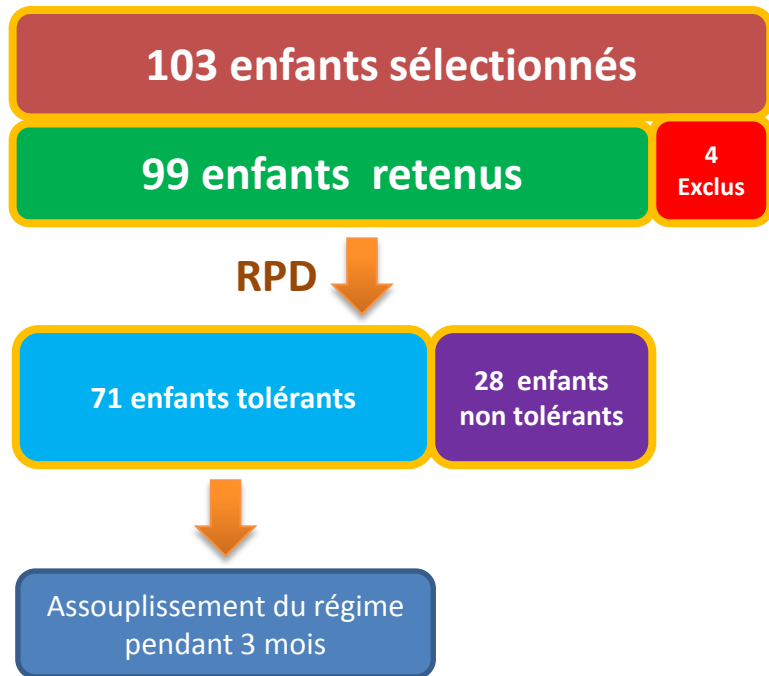 103 enfants sélectionnés
99 enfants retenus
4
Exclus
RPD
71 enfants tolérants
28 enfants
non tolérants
Assouplissement du régime
pendant 3 mois